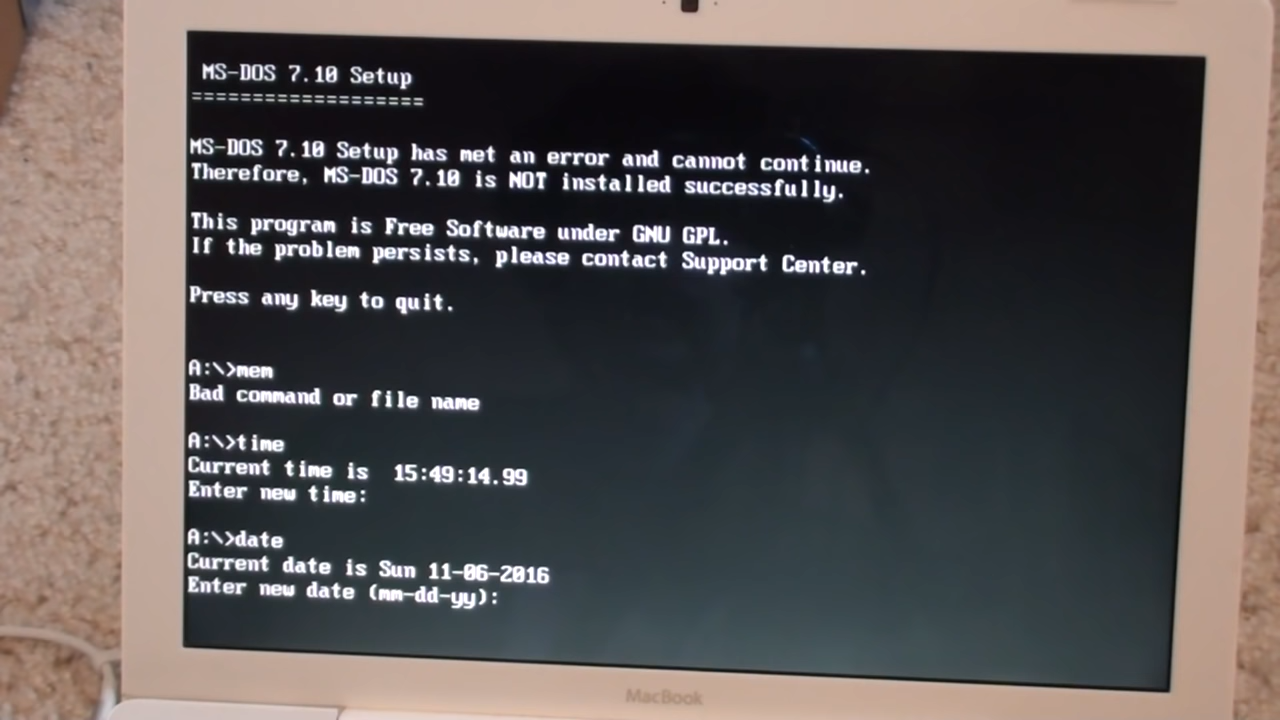 MS-DOS 7.10 Setup
===================
MS-DOS 7.10 Setup has met an error and cannot continue.
Therefore, MS-DOS 7.10 is NOT installed successfully.
This program is Free Software under GNU GPL.
If the problem persists, please contact Support Center.
Press any key to quit.
A:\>mem
Bad command or file name
A:\>time
Current time is  15:49:14.99
Enter new time:
A:\>date
Current date is Sun 11-06-2016
Enter new date (mm-dd-yy):
MacBook